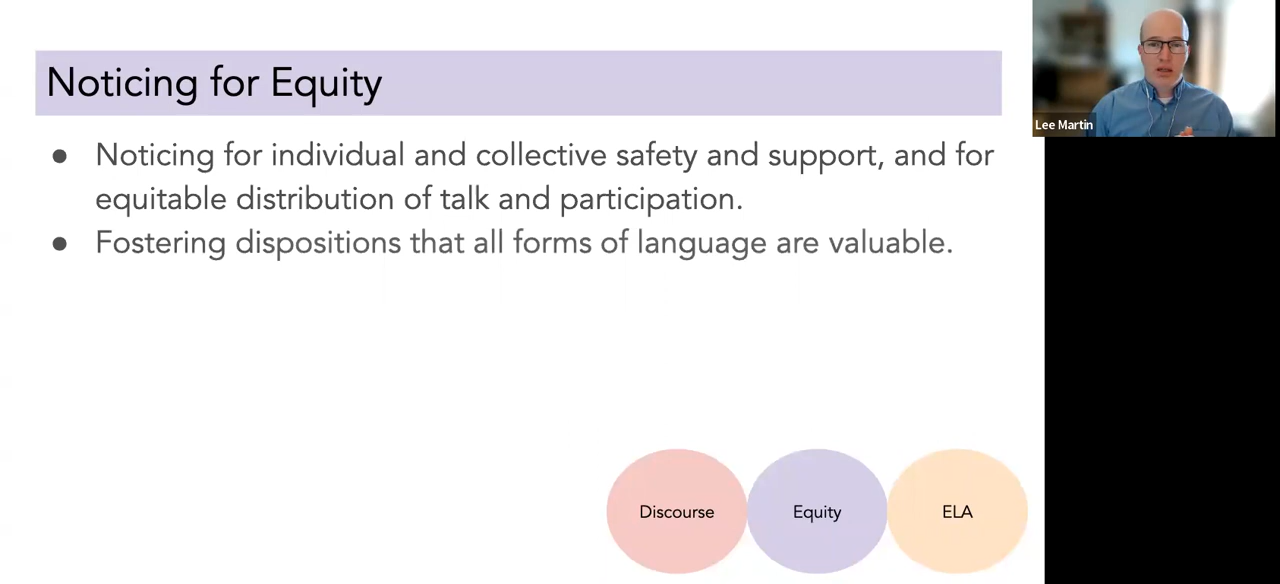 Noticing for Equity
● Noticing for individual and collective safety and support, and for
equitable distribution of talk and participation.
● Fostering dispositions that all forms of language are valuable.
Discourse
Equity
ELA
Lee Martin